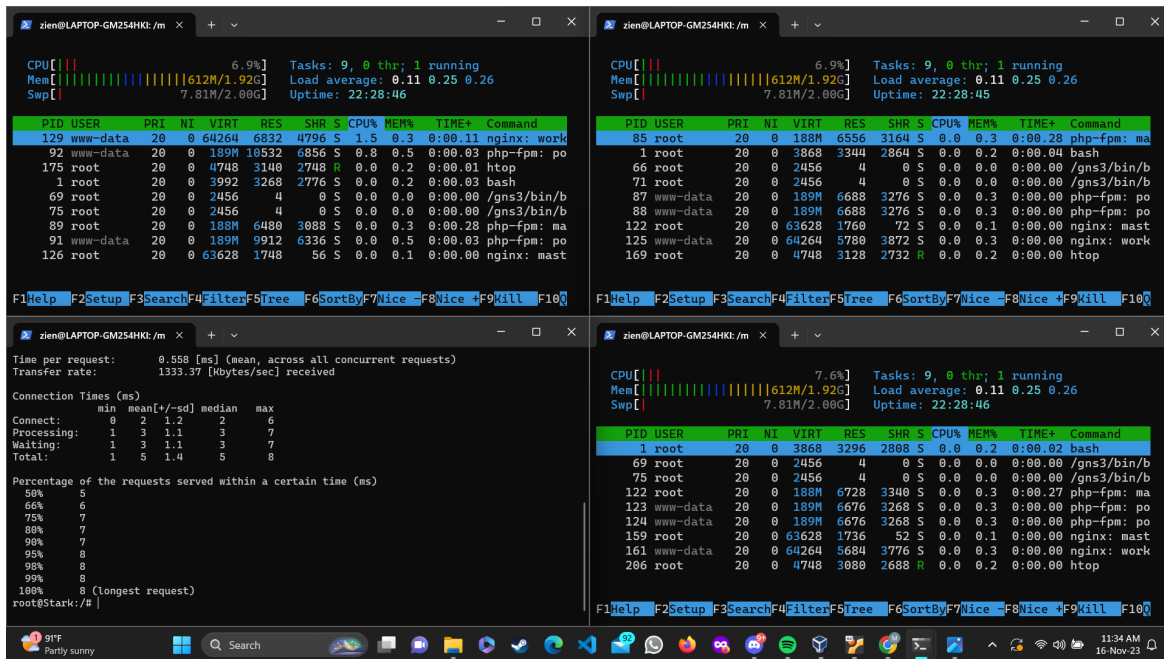 zien@LAPTOP-GM254HKI: /m × + ⌄
CPU[||| 6.9%] Tasks: 9, 0 thr; 1 running
Mem[|||||||||||||||||||612M/1.92G] Load average: 0.11 0.25 0.26
Swp[| 7.81M/2.00G] Uptime: 22:28:46
PID USER PRI NI VIRT RES SHR S CPU% MEM% TIME+ Command
129 www-data 20 0 64264 6832 4796 S 1.5 0.3 0:00.11 nginx: work
92 www-data 20 0 189M 10532 6856 S 0.8 0.5 0:00.03 php-fpm: po
175 root 20 0 4748 3140 2748 R 0.0 0.2 0:00.01 htop
1 root 20 0 3992 3268 2776 S 0.0 0.2 0:00.03 bash
69 root 20 0 2456 4 0 S 0.0 0.0 0:00.00 /gns3/bin/b
75 root 20 0 2456 4 0 S 0.0 0.0 0:00.00 /gns3/bin/b
89 root 20 0 188M 6480 3088 S 0.0 0.3 0:00.28 php-fpm: ma
91 www-data 20 0 189M 9912 6336 S 0.0 0.5 0:00.03 php-fpm: po
126 root 20 0 63628 1748 56 S 0.0 0.1 0:00.00 nginx: mast
F1Help F2Setup F3SearchF4FilterF5Tree F6SortByF7Nice -F8Nice +F9Kill F10Q
zien@LAPTOP-GM254HKI: /m × + ⌄
CPU[||| 6.9%] Tasks: 9, 0 thr; 1 running
Mem[|||||||||||||||||||612M/1.92G] Load average: 0.11 0.25 0.26
Swp[| 7.81M/2.00G] Uptime: 22:28:45
PID USER PRI NI VIRT RES SHR S CPU% MEM% TIME+ Command
85 root 20 0 188M 6556 3164 S 0.0 0.3 0:00.28 php-fpm: ma
1 root 20 0 3868 3344 2864 S 0.0 0.2 0:00.04 bash
66 root 20 0 2456 4 0 S 0.0 0.0 0:00.00 /gns3/bin/b
71 root 20 0 2456 4 0 S 0.0 0.0 0:00.00 /gns3/bin/b
87 www-data 20 0 189M 6688 3276 S 0.0 0.3 0:00.00 php-fpm: po
88 www-data 20 0 189M 6688 3276 S 0.0 0.3 0:00.00 php-fpm: po
122 root 20 0 63628 1760 72 S 0.0 0.1 0:00.00 nginx: mast
125 www-data 20 0 64264 5780 3872 S 0.0 0.3 0:00.00 nginx: work
169 root 20 0 4748 3128 2732 R 0.0 0.2 0:00.00 htop
F1Help F2Setup F3SearchF4FilterF5Tree F6SortByF7Nice -F8Nice +F9Kill F10Q
zien@LAPTOP-GM254HKI: /m × + ⌄
Time per request: 0.558 [ms] (mean, across all concurrent requests)
Transfer rate: 1333.37 [Kbytes/sec] received
Connection Times (ms)
min mean[+/-sd] median max
Connect: 0 2 1.2 2 6
Processing: 1 3 1.1 3 7
Waiting: 1 3 1.1 3 7
Total: 1 5 1.4 5 8
Percentage of the requests served within a certain time (ms)
50% 5
66% 6
75% 7
80% 7
90% 7
95% 8
98% 8
99% 8
100% 8 (longest request)
root@Stark:/#
zien@LAPTOP-GM254HKI: /m × + ⌄
CPU[||| 7.6%] Tasks: 9, 0 thr; 1 running
Mem[|||||||||||||||||||612M/1.92G] Load average: 0.11 0.25 0.26
Swp[| 7.81M/2.00G] Uptime: 22:28:46
PID USER PRI NI VIRT RES SHR S CPU% MEM% TIME+ Command
1 root 20 0 3868 3296 2808 S 0.0 0.2 0:00.02 bash
69 root 20 0 2456 4 0 S 0.0 0.0 0:00.00 /gns3/bin/b
75 root 20 0 2456 4 0 S 0.0 0.0 0:00.00 /gns3/bin/b
122 root 20 0 188M 6728 3340 S 0.0 0.3 0:00.27 php-fpm: ma
123 www-data 20 0 189M 6676 3268 S 0.0 0.3 0:00.00 php-fpm: po
124 www-data 20 0 189M 6676 3268 S 0.0 0.3 0:00.00 php-fpm: po
159 root 20 0 63628 1736 52 S 0.0 0.1 0:00.00 nginx: mast
161 www-data 20 0 64264 5684 3776 S 0.0 0.3 0:00.00 nginx: work
206 root 20 0 4748 3080 2688 R 0.0 0.2 0:00.00 htop
F1Help F2Setup F3SearchF4FilterF5Tree F6SortByF7Nice -F8Nice +F9Kill F10Q
1
91°F
Partly sunny
Search
92
9+
11:34 AM
16-Nov-23